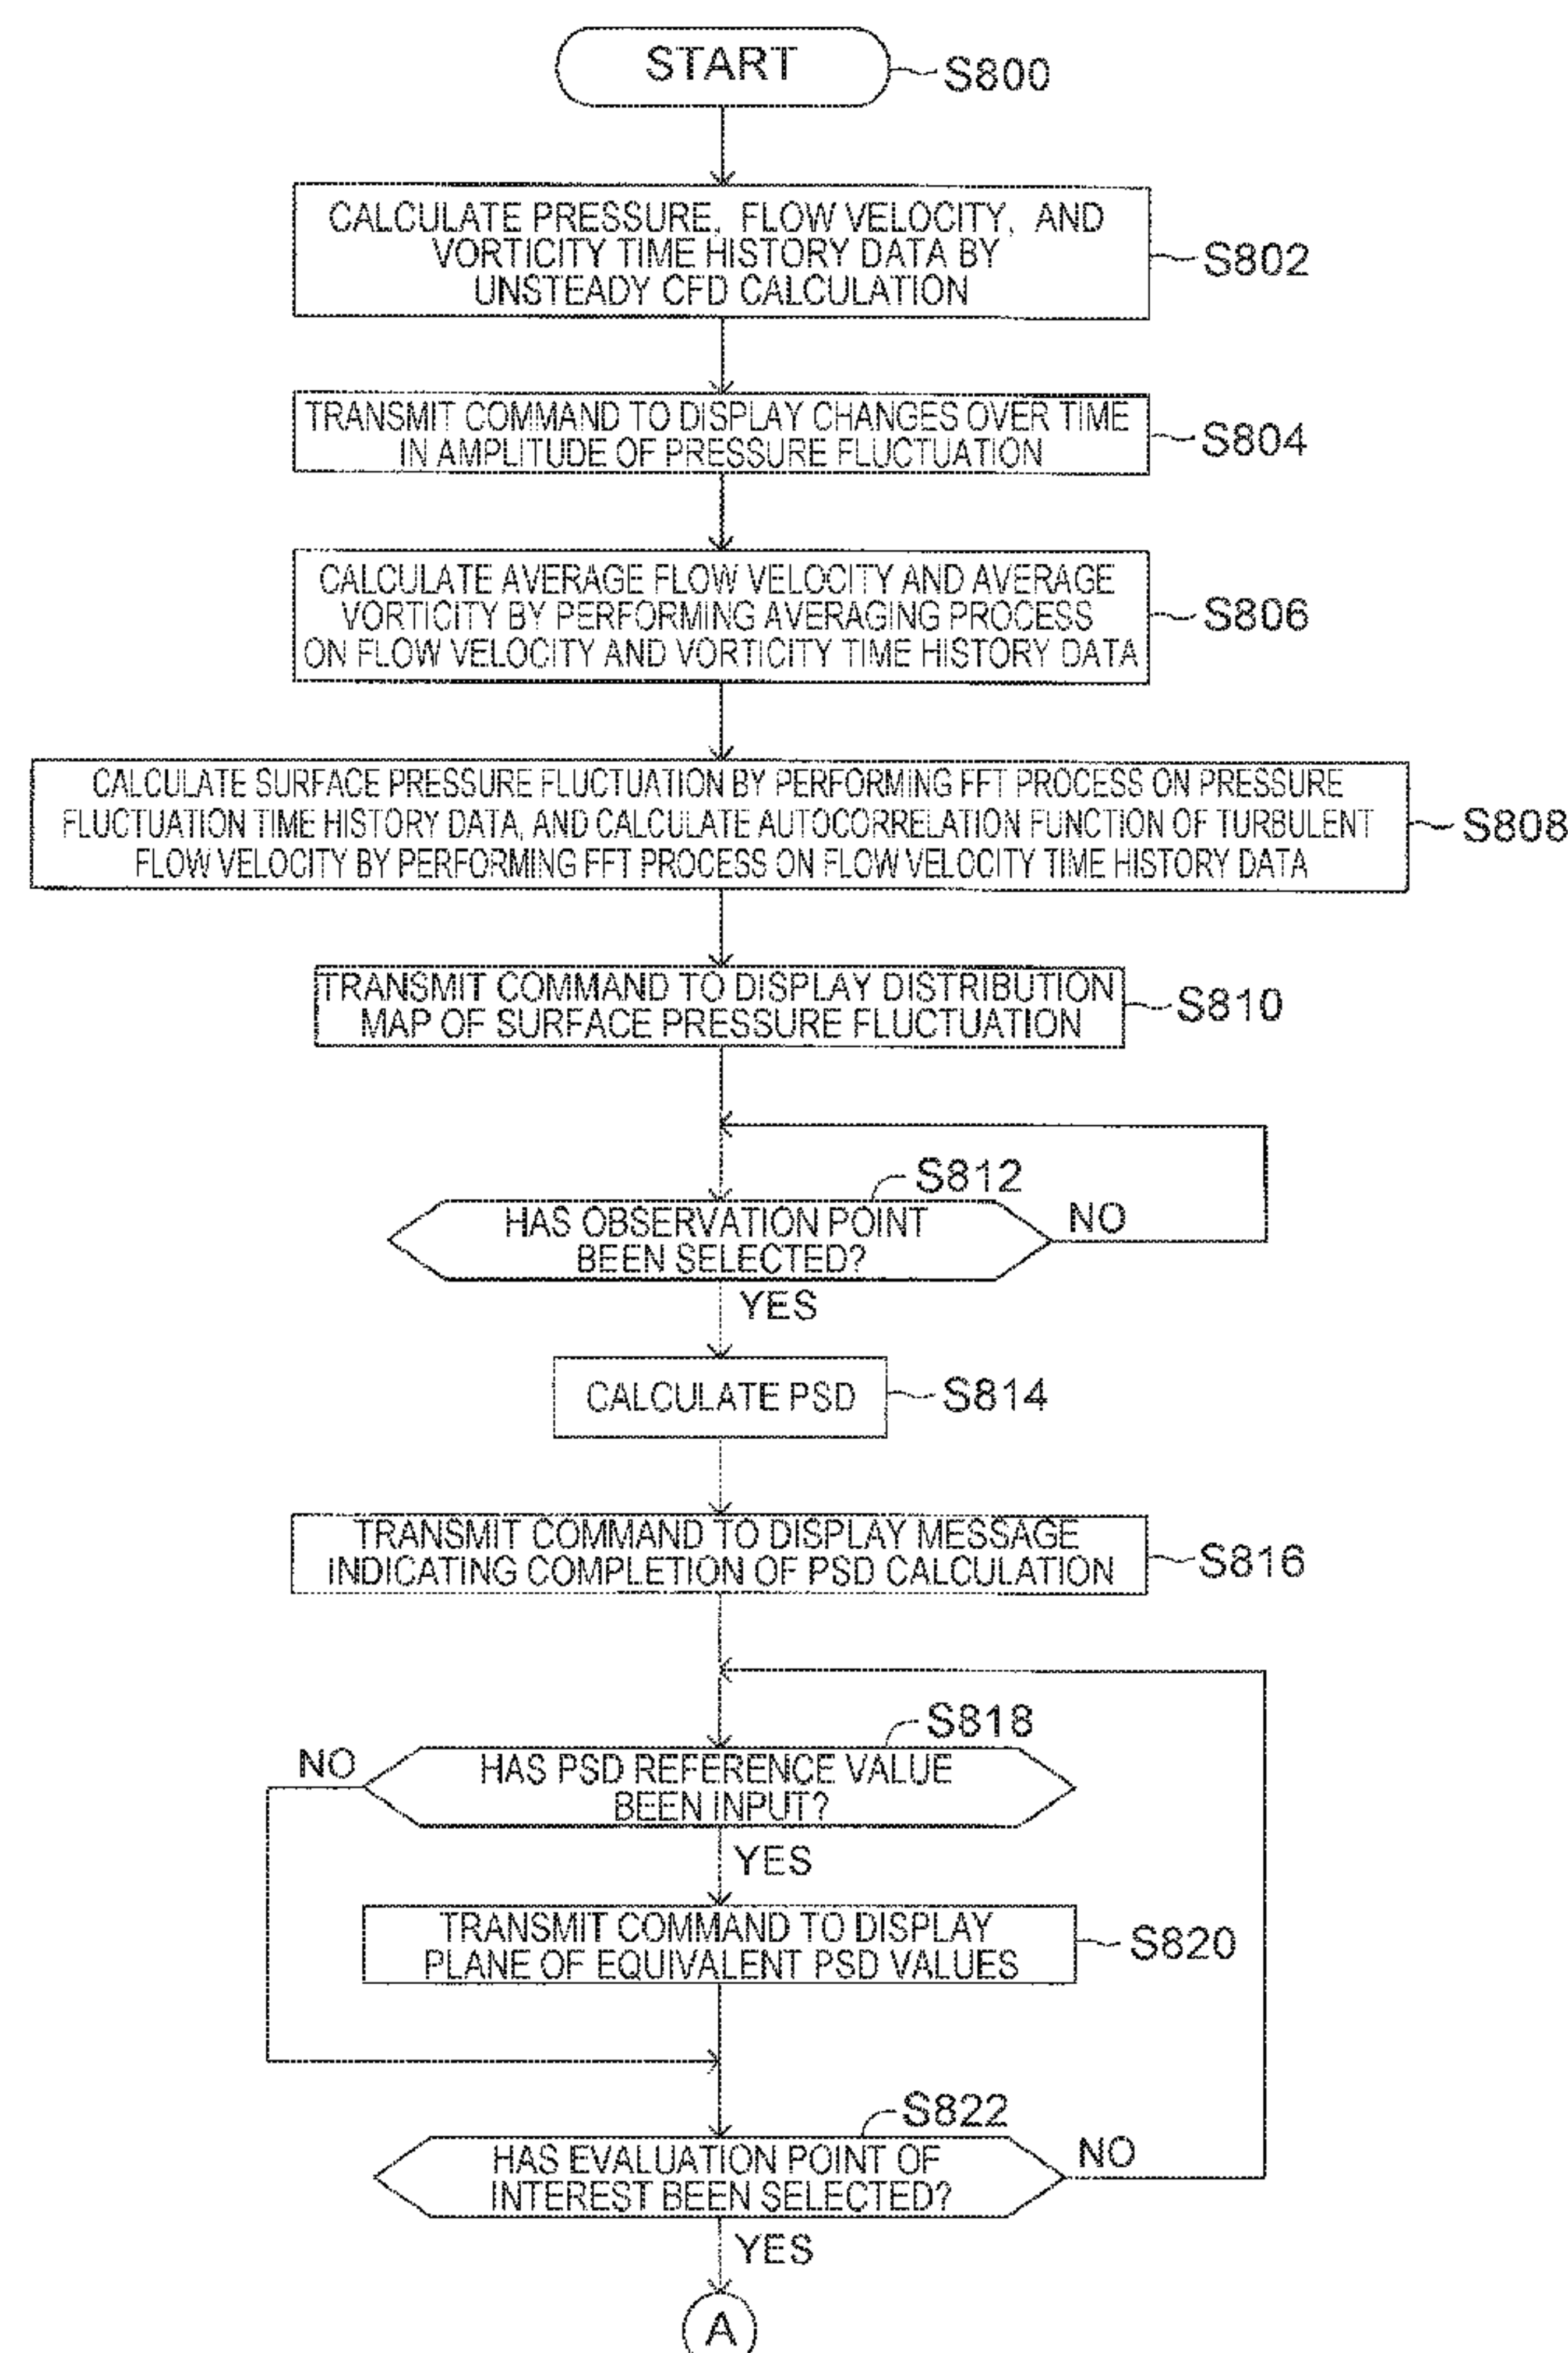 START
S800
CALCULATE PRESSURE, FLOW VELOCITY, AND
VORTICITY TIME HISTORY DATA BY
UNSTEADY CFD CALCULATION
S802
TRANSMIT COMMAND TO DISPLAY CHANGES OVER TIME
IN AMPLITUDE OF PRESSURE FLUCTUATION
S804
CALCULATE AVERAGE FLOW VELOCITY AND AVERAGE
VORTICITY BY PERFORMING AVERAGING PROCESS
ON FLOW VELOCITY AND VORTICITY TIME HISTORY DATA
S806
CALCULATE SURFACE PRESSURE FLUCTUATION BY PERFORMING FFT PROCESS ON PRESSURE
FLUCTUATION TIME HISTORY DATA, AND CALCULATE AUTOCORRELATION FUNCTION OF TURBULENT
FLOW VELOCITY BY PERFORMING FFT PROCESS ON FLOW VELOCITY TIME HISTORY DATA
S808
TRANSMIT COMMAND TO DISPLAY DISTRIBUTION
MAP OF SURFACE PRESSURE FLUCTUATION
S810
S812
HAS OBSERVATION POINT
BEEN SELECTED?
NO
YES
CALCULATE PSD
S814
TRANSMIT COMMAND TO DISPLAY MESSAGE
INDICATING COMPLETION OF PSD CALCULATION
S816
S818
NO
HAS PSD REFERENCE VALUE
BEEN INPUT?
YES
TRANSMIT COMMAND TO DISPLAY
PLANE OF EQUIVALENT PSD VALUES
S820
S822
HAS EVALUATION POINT OF
INTEREST BEEN SELECTED?
NO
YES
A